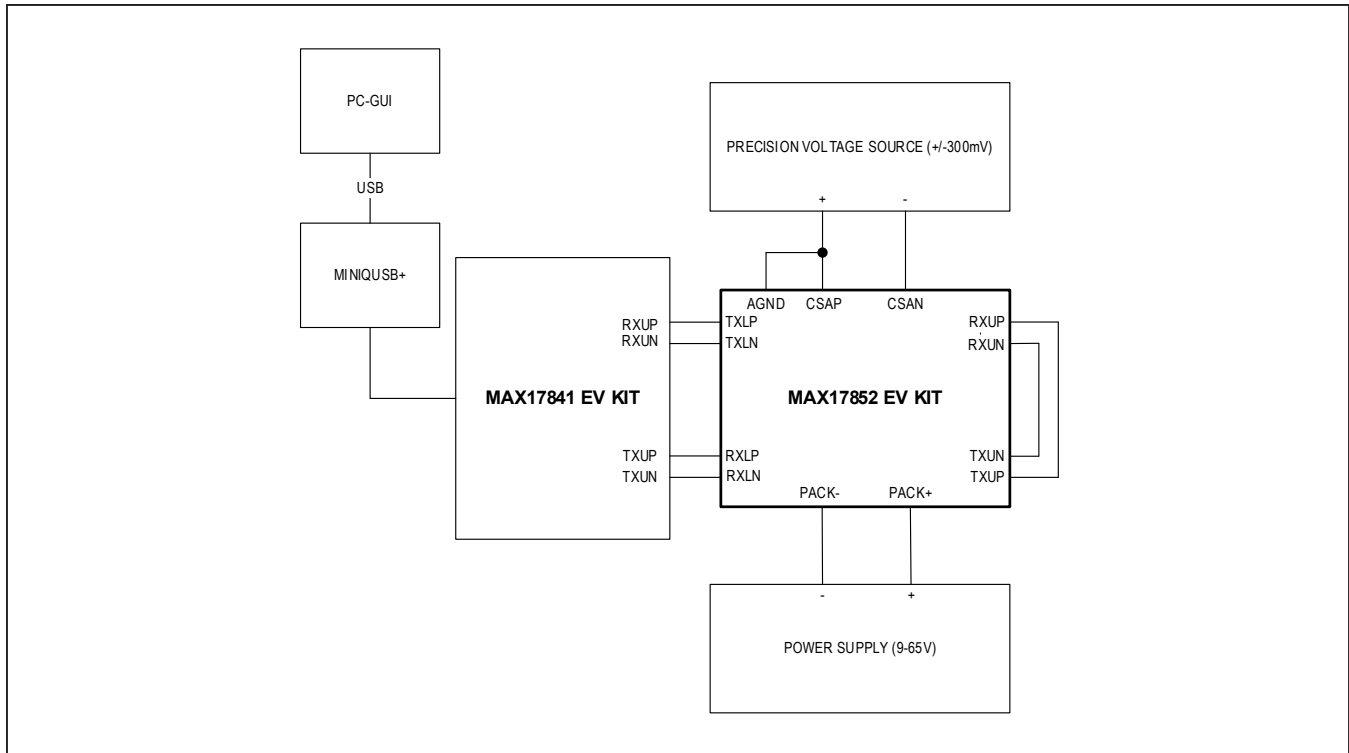 PC-GUI
USB
MINIQUSB+
PRECISION VOLTAGE SOURCE (+/-300mV)
+ -
AGND CSAP CSAN
MAX17841 EV KIT
RXUP
RXUN
TXUP
TXUN
MAX17852 EV KIT
TXLP
TXLN
RXLP
RXLN
RXUP
RXUN
TXUN
TXUP
PACK- PACK+
- +
POWER SUPPLY (9-65V)